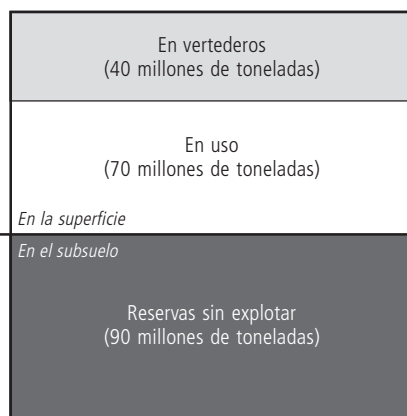 En vertederos
(40 millones de toneladas)
En uso
(70 millones de toneladas)
En la superficie
En el subsuelo
Reservas sin explotar
(90 millones de toneladas)